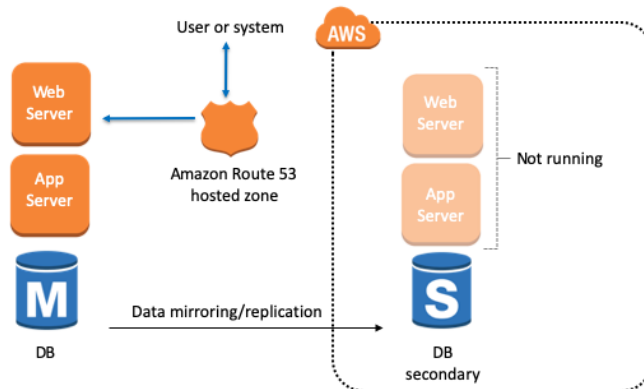 User or system
AWS
Web
Server
App
Server
Amazon Route 53
hosted zone
M
DB
Data mirroring/replication
Web
Server
App
Server
Not running
S
DB
secondary